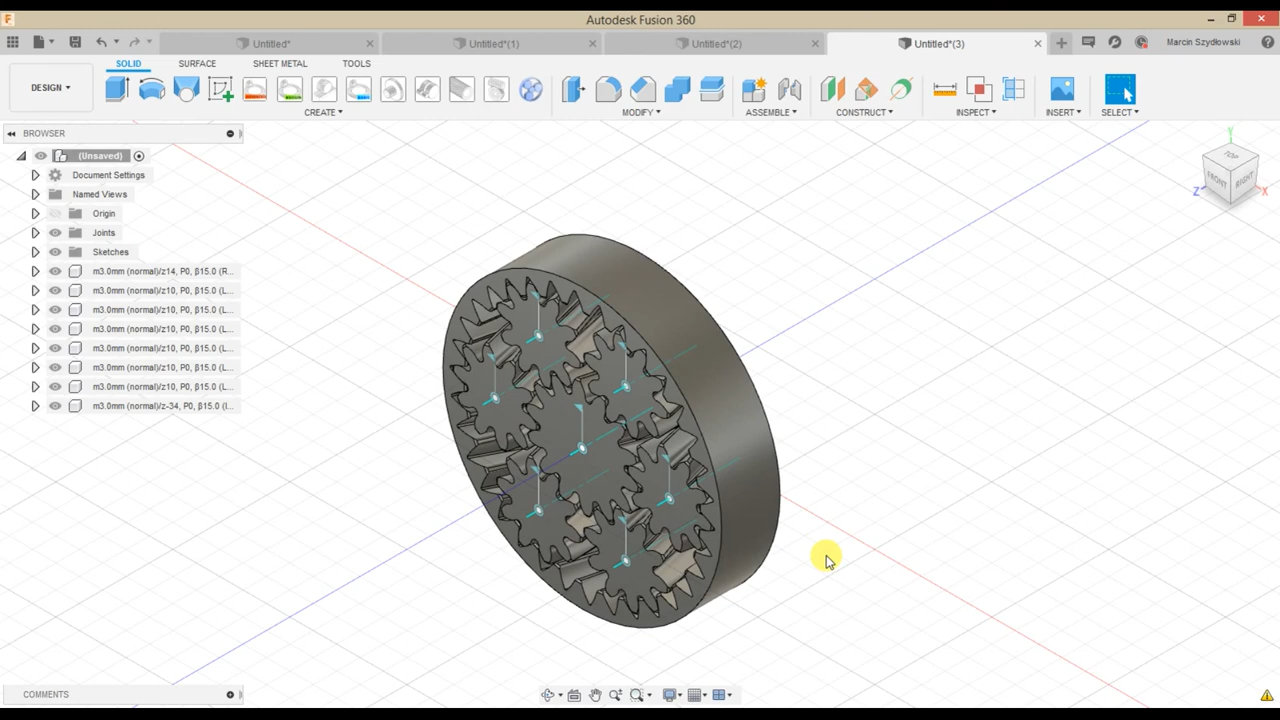 F
Autodesk Fusion 360
Untitled*
Untitled*(1)
Untitled*(2)
Untitled*(3)
Marcin Szydłowski
DESIGN
SOLID
SURFACE
SHEET METAL
TOOLS
CREATE
MODIFY
ASSEMBLE
CONSTRUCT
INSPECT
INSERT
SELECT
BROWSER
(Unsaved)
Document Settings
Named Views
Origin
Joints
Sketches
m3.0mm (normal)/z14, P0, β15.0 (R...
m3.0mm (normal)/z10, P0, β15.0 (L...
m3.0mm (normal)/z10, P0, β15.0 (L...
m3.0mm (normal)/z10, P0, β15.0 (L...
m3.0mm (normal)/z10, P0, β15.0 (L...
m3.0mm (normal)/z10, P0, β15.0 (L...
m3.0mm (normal)/z10, P0, β15.0 (L...
m3.0mm (normal)/z-34, P0, β15.0 (I...
Y
TOP
FRONT
RIGHT
Z
X
COMMENTS